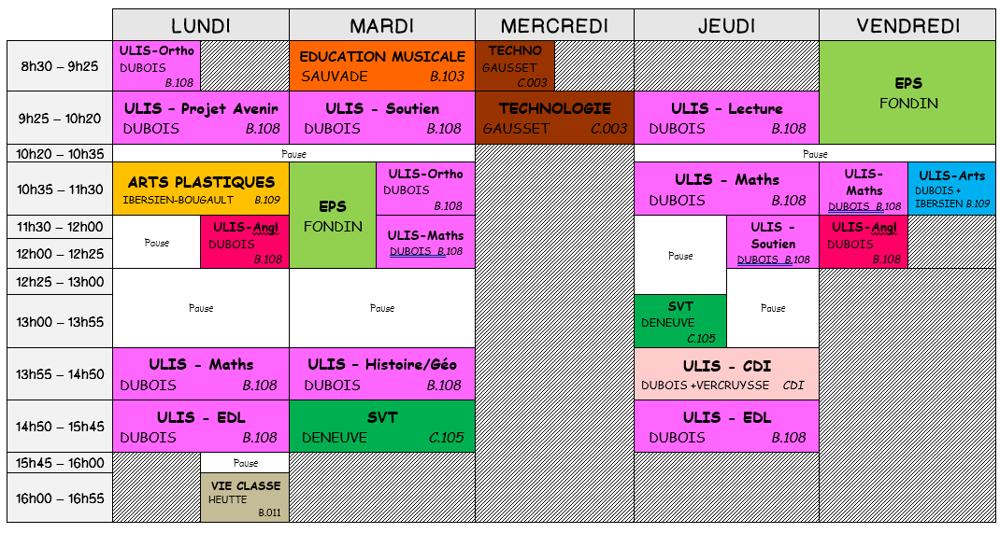 LUNDI MARDI MERCREDI JEUDI VENDREDI
8h30 – 9h25
ULIS-Ortho
DUBOIS
B.108
EDUCATION MUSICALE
SAUVADE B.103
TECHNO
GAUSSET
C.003
EPS
FONDIN
9h25 – 10h20
ULIS - Projet Avenir
DUBOIS B.108
ULIS - Soutien
DUBOIS B.108
TECHNOLOGIE
GAUSSET C.003
ULIS - Lecture
DUBOIS B.108
10h20 – 10h35
Pause
Pause
10h35 – 11h30
ARTS PLASTIQUES
IBERSIEN-BOUGAULT B.109
EPS
FONDIN
ULIS-Ortho
DUBOIS
B.108
ULIS - Maths
DUBOIS B.108
ULIS-
Maths
DUBOIS B.108
ULIS-Arts
DUBOIS +
IBERSIEN B.109
11h30 – 12h00
12h00 – 12h25
Pause
ULIS-Angl
DUBOIS
B.108
ULIS-Maths
DUBOIS B.108
Pause
ULIS -
Soutien
DUBOIS B.108
ULIS-Angl
DUBOIS
B.108
12h25 – 13h00
13h00 – 13h55
Pause
Pause
SVT
DENEUVE
C.105
Pause
13h55 – 14h50
ULIS - Maths
DUBOIS B.108
ULIS - Histoire/Géo
DUBOIS B.108
ULIS - CDI
DUBOIS +VERCRUYSSE CDI
14h50 – 15h45
ULIS - EDL
DUBOIS B.108
SVT
DENEUVE C.105
ULIS - EDL
DUBOIS B.108
15h45 – 16h00
Pause
16h00 – 16h55
VIE CLASSE
HEUTTE
B.011